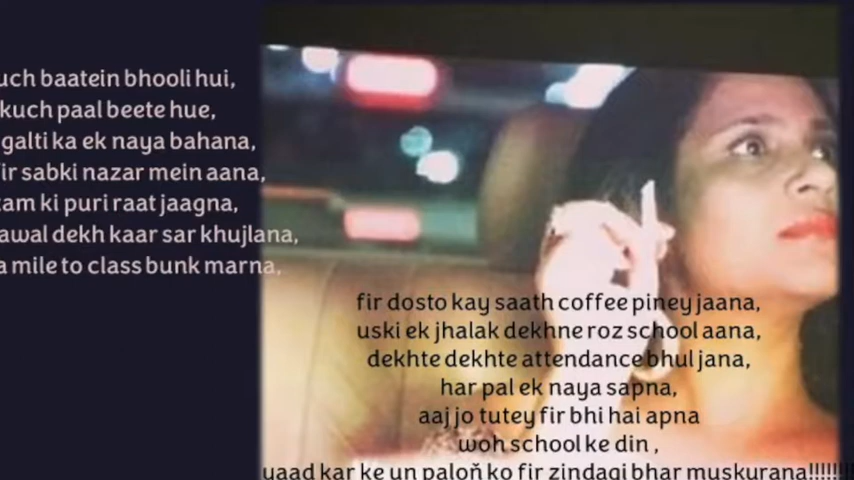 baatein bhooli hui,
kuch paal beete hue,
galti ka ek naya bahana,
sabki nazar mein aana,
ki puri raat jaagna,
dekh kaar sar khujlana,
mile to class bunk marna,
fir dosto kay saath coffee piney jaana,
uski ek jhalak dekhne roz school aana,
dekhte dekhte attendance bhul jana,
har pal ek naya sapna,
aaj jo tutey fir bhi hai apna
woh school ke din ,
yaad kar ke un paloň ko fir zindagi bhar muskurana!!!!!!!!